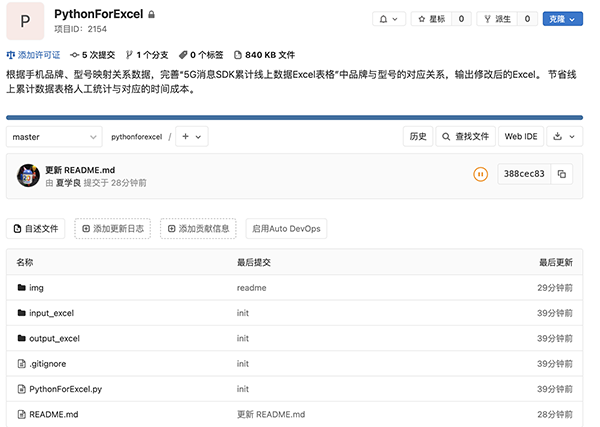 P
PythonForExcel
项目ID: 2154
星标 0
派生 0
克隆
添加许可证 5 次提交 1 个分支 0 个标签 840 KB 文件
根据手机品牌、型号映射关系数据，完善“5G消息SDK累计线上数据Excel表格”中品牌与型号的对应关系，输出修改后的Excel。 节省线
上累计数据表格人工统计与对应的时间成本。
master
pythonforexcel / +
历史
查找文件
Web IDE
更新 README.md
由 夏学良 提交于 28分钟前
388cec83
自述文件
添加更新日志
添加贡献信息
启用Auto DevOps
名称 最后提交 最后更新
img readme 29分钟前
input_excel init 39分钟前
output_excel init 39分钟前
.gitignore init 39分钟前
PythonForExcel.py init 39分钟前
README.md 更新 README.md 28分钟前